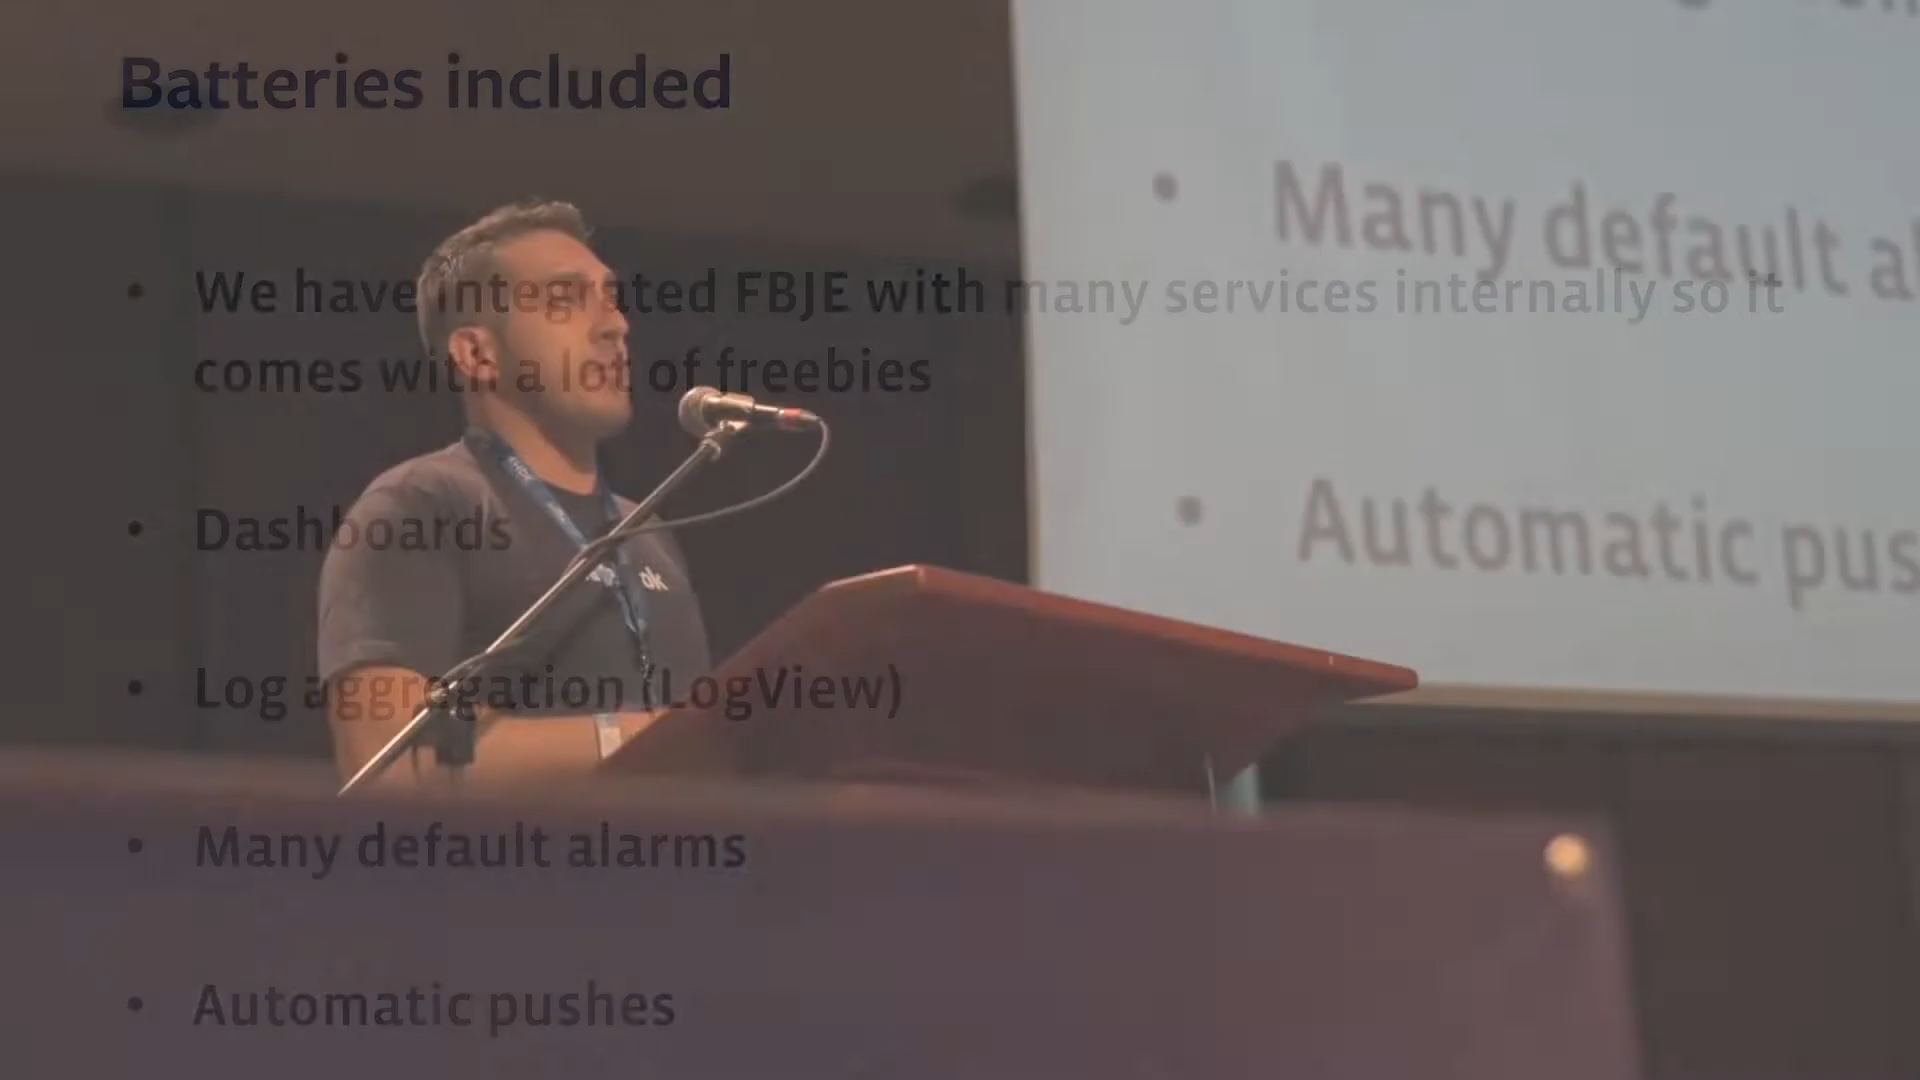 Batteries included
• We have integrated FBJE with many services internally so it
comes with a lot of freebies
• Dashboards
• Log aggregation (LogView)
• Many default alarms
• Automatic pushes
• Many default al
• Automatic pus
ok